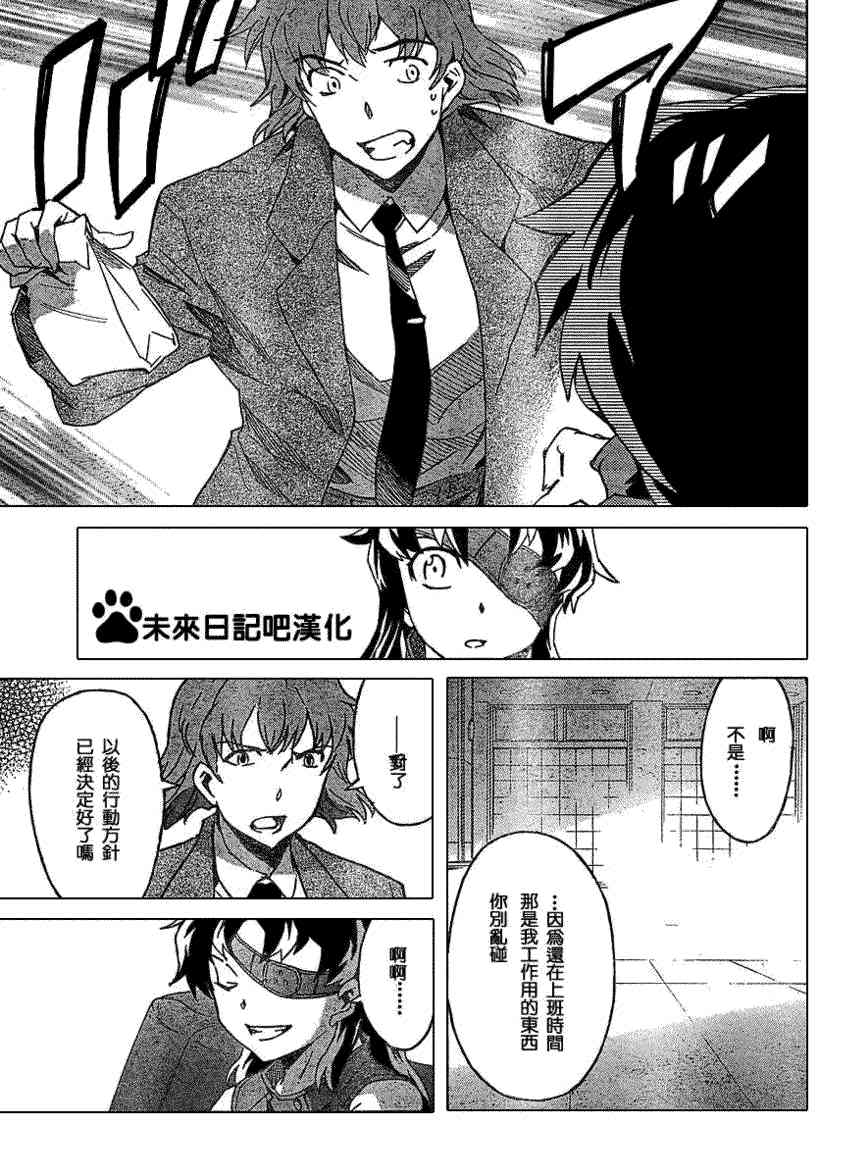 バッ
未來日記吧漢化
啊
不是……
…因為還在上班時間
那是我工作用的東西
你別亂碰
——對了
以後的行動方針
已經決定好了嗎
啊啊……